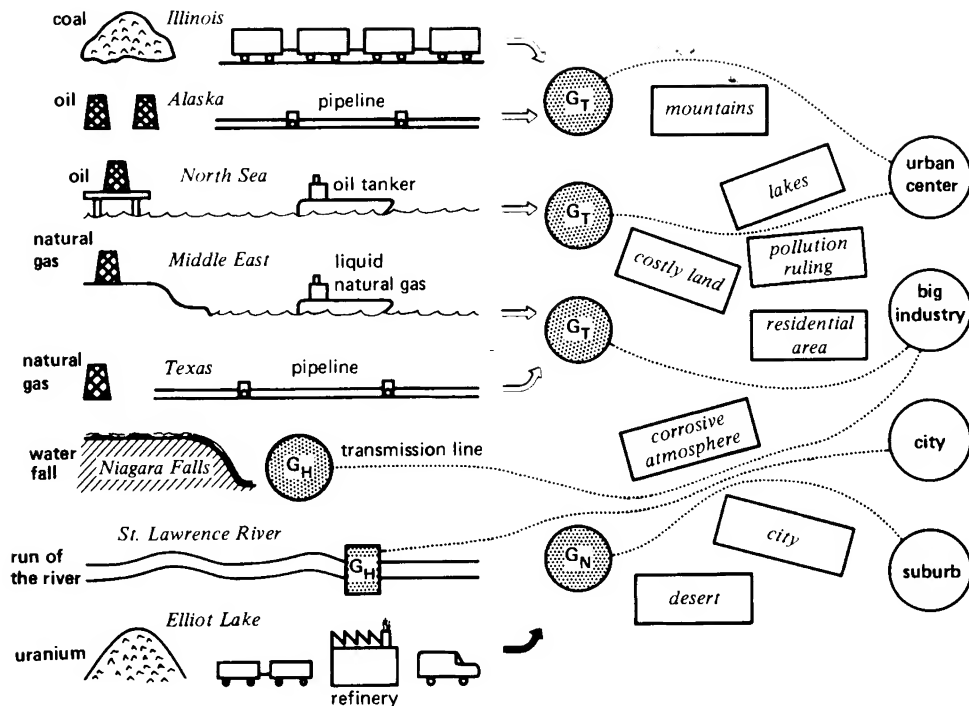 coal
Illinois
G_T
mountains
oil
Alaska
pipeline
urban
center
oil
North Sea
oil tanker
G_T
lakes
natural
gas
Middle East
liquid
natural gas
costly land
pollution
ruling
big
industry
G_T
residential
area
natural
gas
Texas
pipeline
water
fall
Niagara Falls
G_H
transmission line
corrosive
atmosphere
city
St. Lawrence River
run of
the river
G_H
G_N
city
desert
suburb
Elliot Lake
uranium
refinery